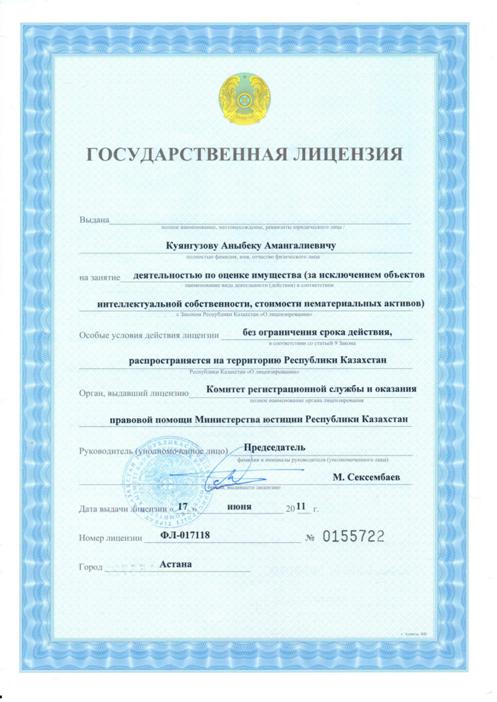 ГОСУДАРСТВЕННАЯ ЛИЦЕНЗИЯ
Выдана
полное наименование, местонахождение, реквизиты юридического лица /
Куянгузову Аныбеку Амангалиевичу
полностью фамилия, имя, отчество физического лица
на занятие деятельностью по оценке имущества (за исключением объектов
наименование вида деятельности (действия) в соответствии
интеллектуальной собственности, стоимости нематериальных активов)
с Законом Республики Казахстан «О лицензировании»
Особые условия действия лицензии без ограничения срока действия,
в соответствии со статьей 9 Закона
распространяется на территорию Республики Казахстан
Республики Казахстан «О лицензировании»
Орган, выдавший лицензию Комитет регистрационной службы и оказания
полное наименование органа лицензирования
правовой помощи Министерства юстиции Республики Казахстан
Руководитель (уполномоченное лицо) Председатель
фамилия и инициалы руководителя (уполномоченного лица)
М. Сексембаев
Дата выдачи лицензии «17» июня 2011 г.
Номер лицензии ФЛ-017118 № 0155722
Город Астана